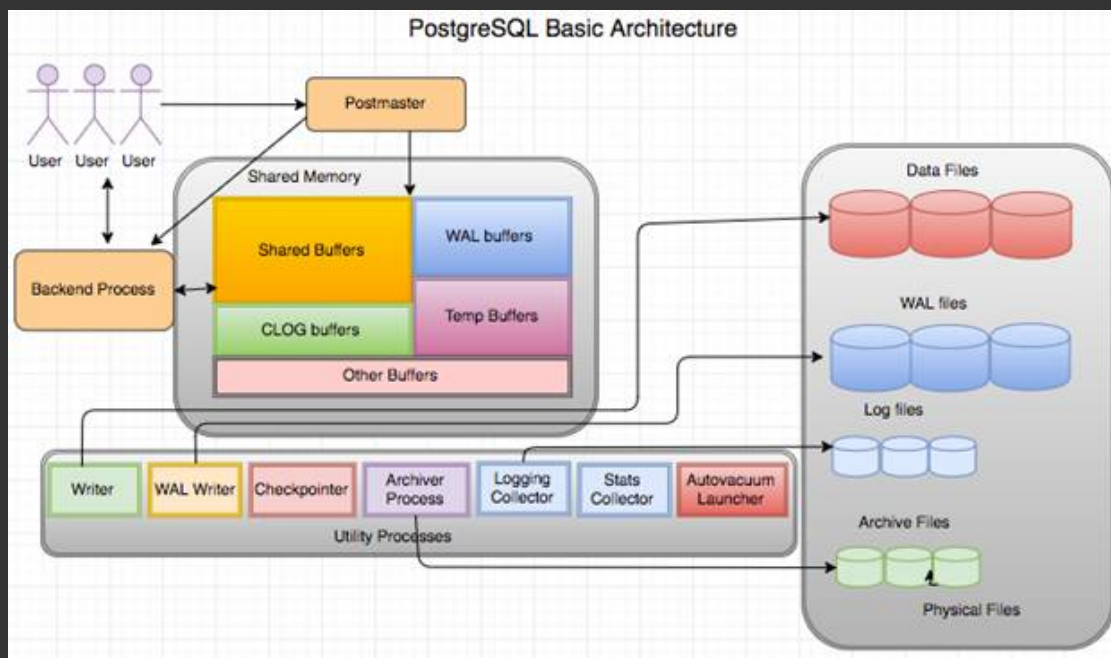 PostgreSQL Basic Architecture
Postmaster
User User User
Shared Memory
Data Files
Shared Buffers
WAL buffers
Backend Process
CLOG buffers
Temp Buffers
WAL files
Other Buffers
Log files
Writer
WAL Writer
Checkpointer
Archiver
Process
Logging
Collector
Stats
Collector
Autovacuum
Launcher
Utility Processes
Archive Files
Physical Files